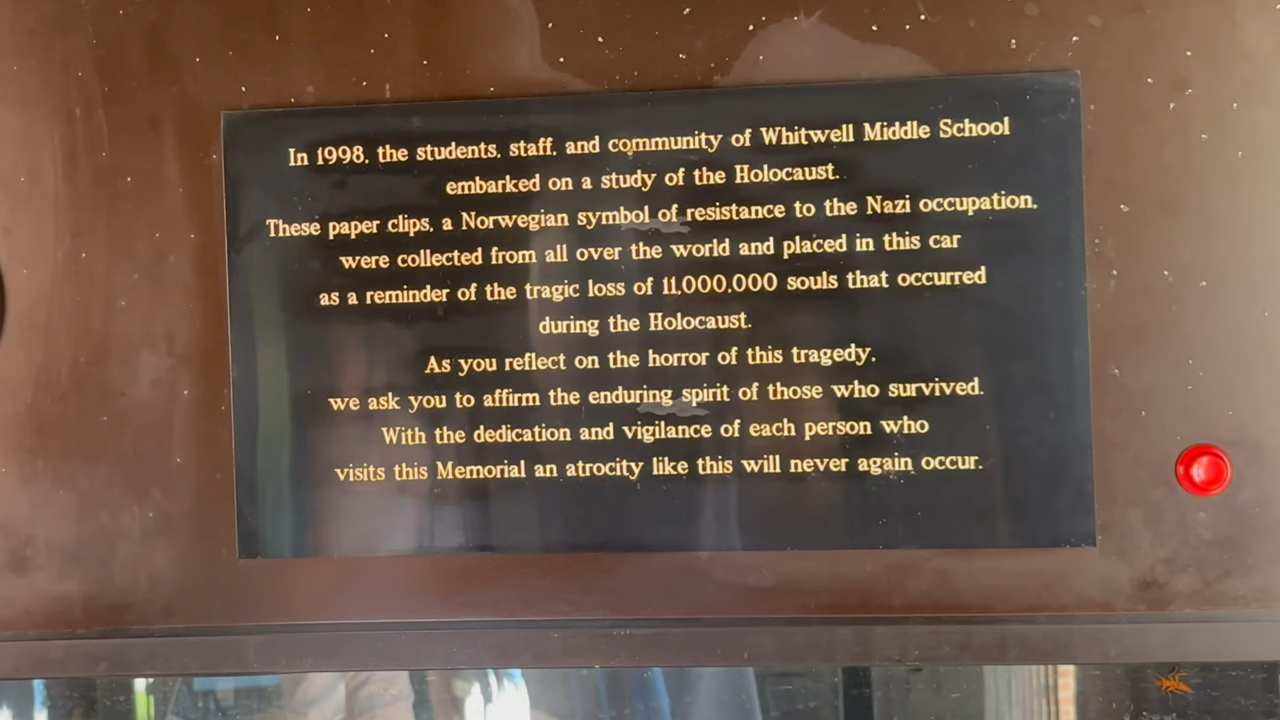 In 1998, the students, staff, and community of Whitwell Middle School
embarked on a study of the Holocaust.
These paper clips, a Norwegian symbol of resistance to the Nazi occupation,
were collected from all over the world and placed in this car
as a reminder of the tragic loss of 11,000,000 souls that occurred
during the Holocaust.
As you reflect on the horror of this tragedy,
we ask you to affirm the enduring spirit of those who survived.
With the dedication and vigilance of each person who
visits this Memorial an atrocity like this will never again occur.